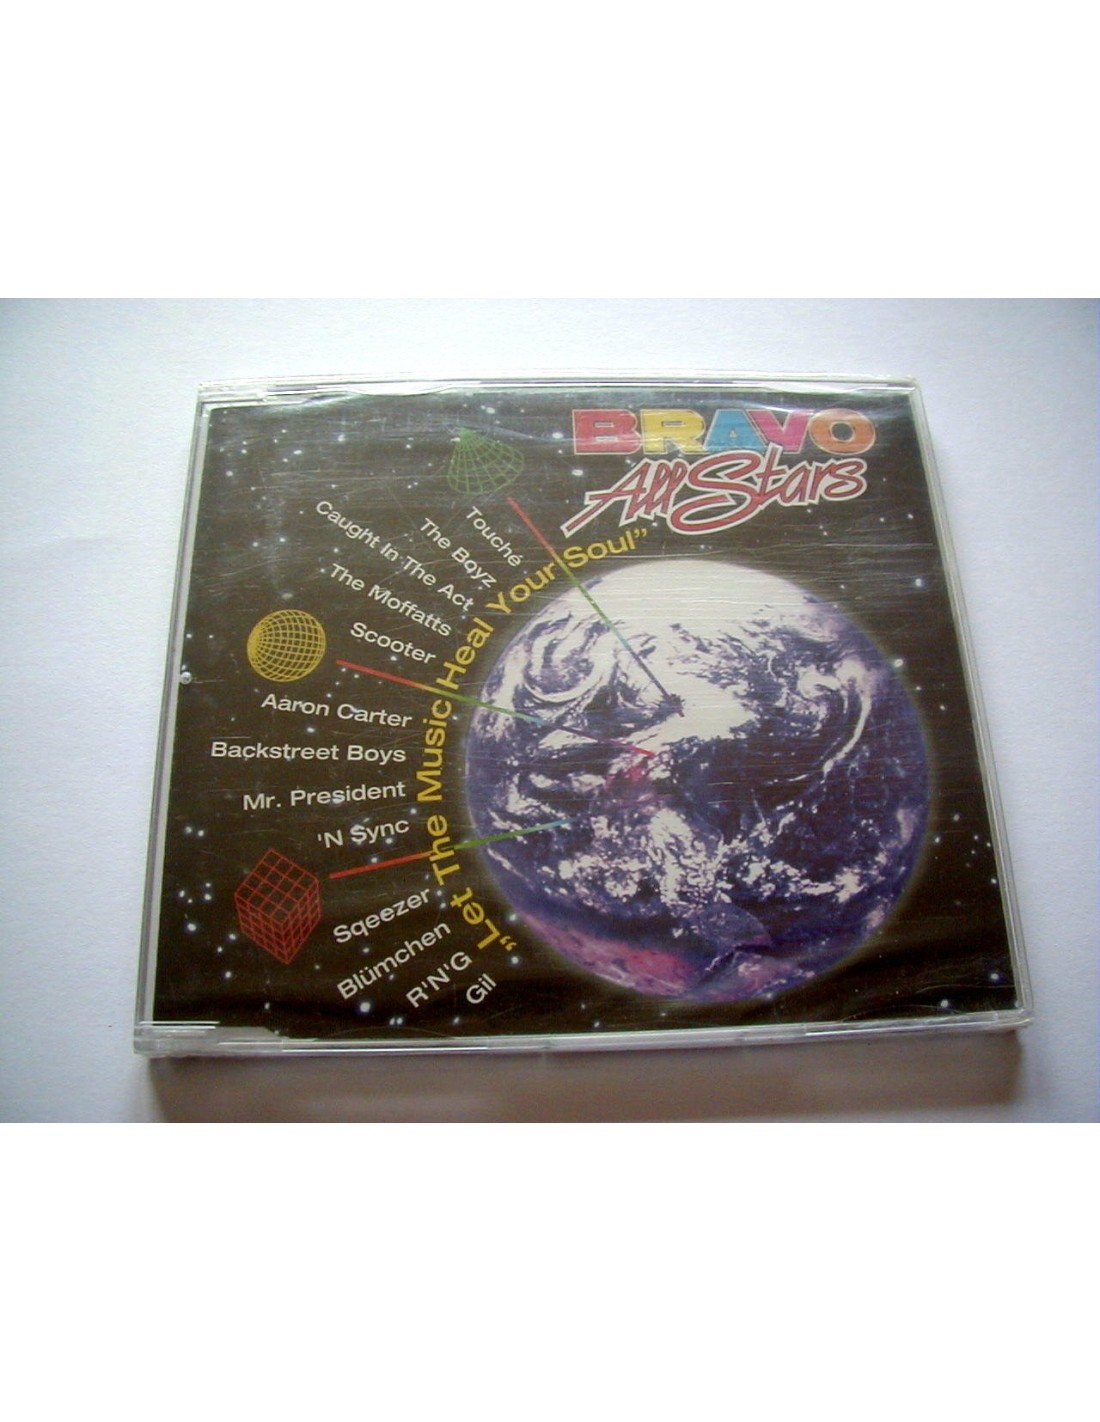 BRAVO
All Stars
Touché
The Boyz
Caught In The Act
The Moffatts
Scooter
Aaron Carter
Backstreet Boys
Mr. President
'N Sync
Sqeezer
Blümchen
R'N'G
Gil
„Let The Music Heal Your Soul”